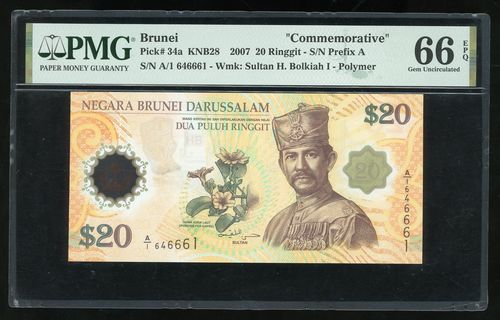 PMG
PAPER MONEY GUARANTY
Brunei "Commemorative"
Pick# 34a KNB28 2007 20 Ringgit - S/N Prefix A
S/N A/1 646661 - Wmk: Sultan H. Bolkiah I - Polymer
66 EPQ
Gem Uncirculated
NEGARA BRUNEI DARUSSALAM
$20
DUA PULUH RINGGIT
20
A/1 646661
$20
A/1 646661
SULTAN